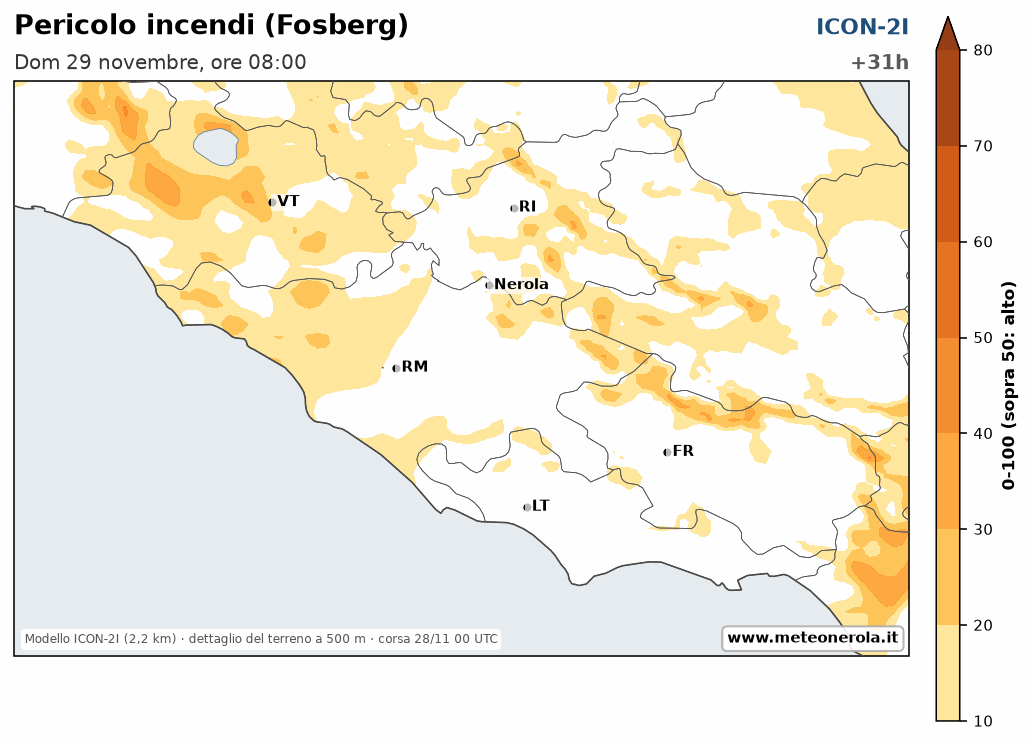 Pericolo incendi (Fosberg)
ICON-2I
Dom 29 novembre, ore 08:00
+31h
VT
RI
Nerola
RM
FR
LT
Modello ICON-2I (2,2 km) · dettaglio del terreno a 500 m · corsa 28/11 00 UTC
www.meteonerola.it
80
70
60
50
40
30
20
10
0-100 (sopra 50: alto)